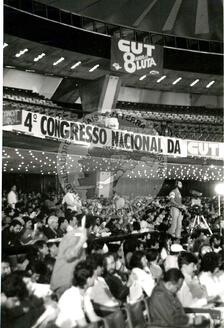 CUT
8 ANOS
LUTA
4º CONGRESSO NACIONAL DA CUT